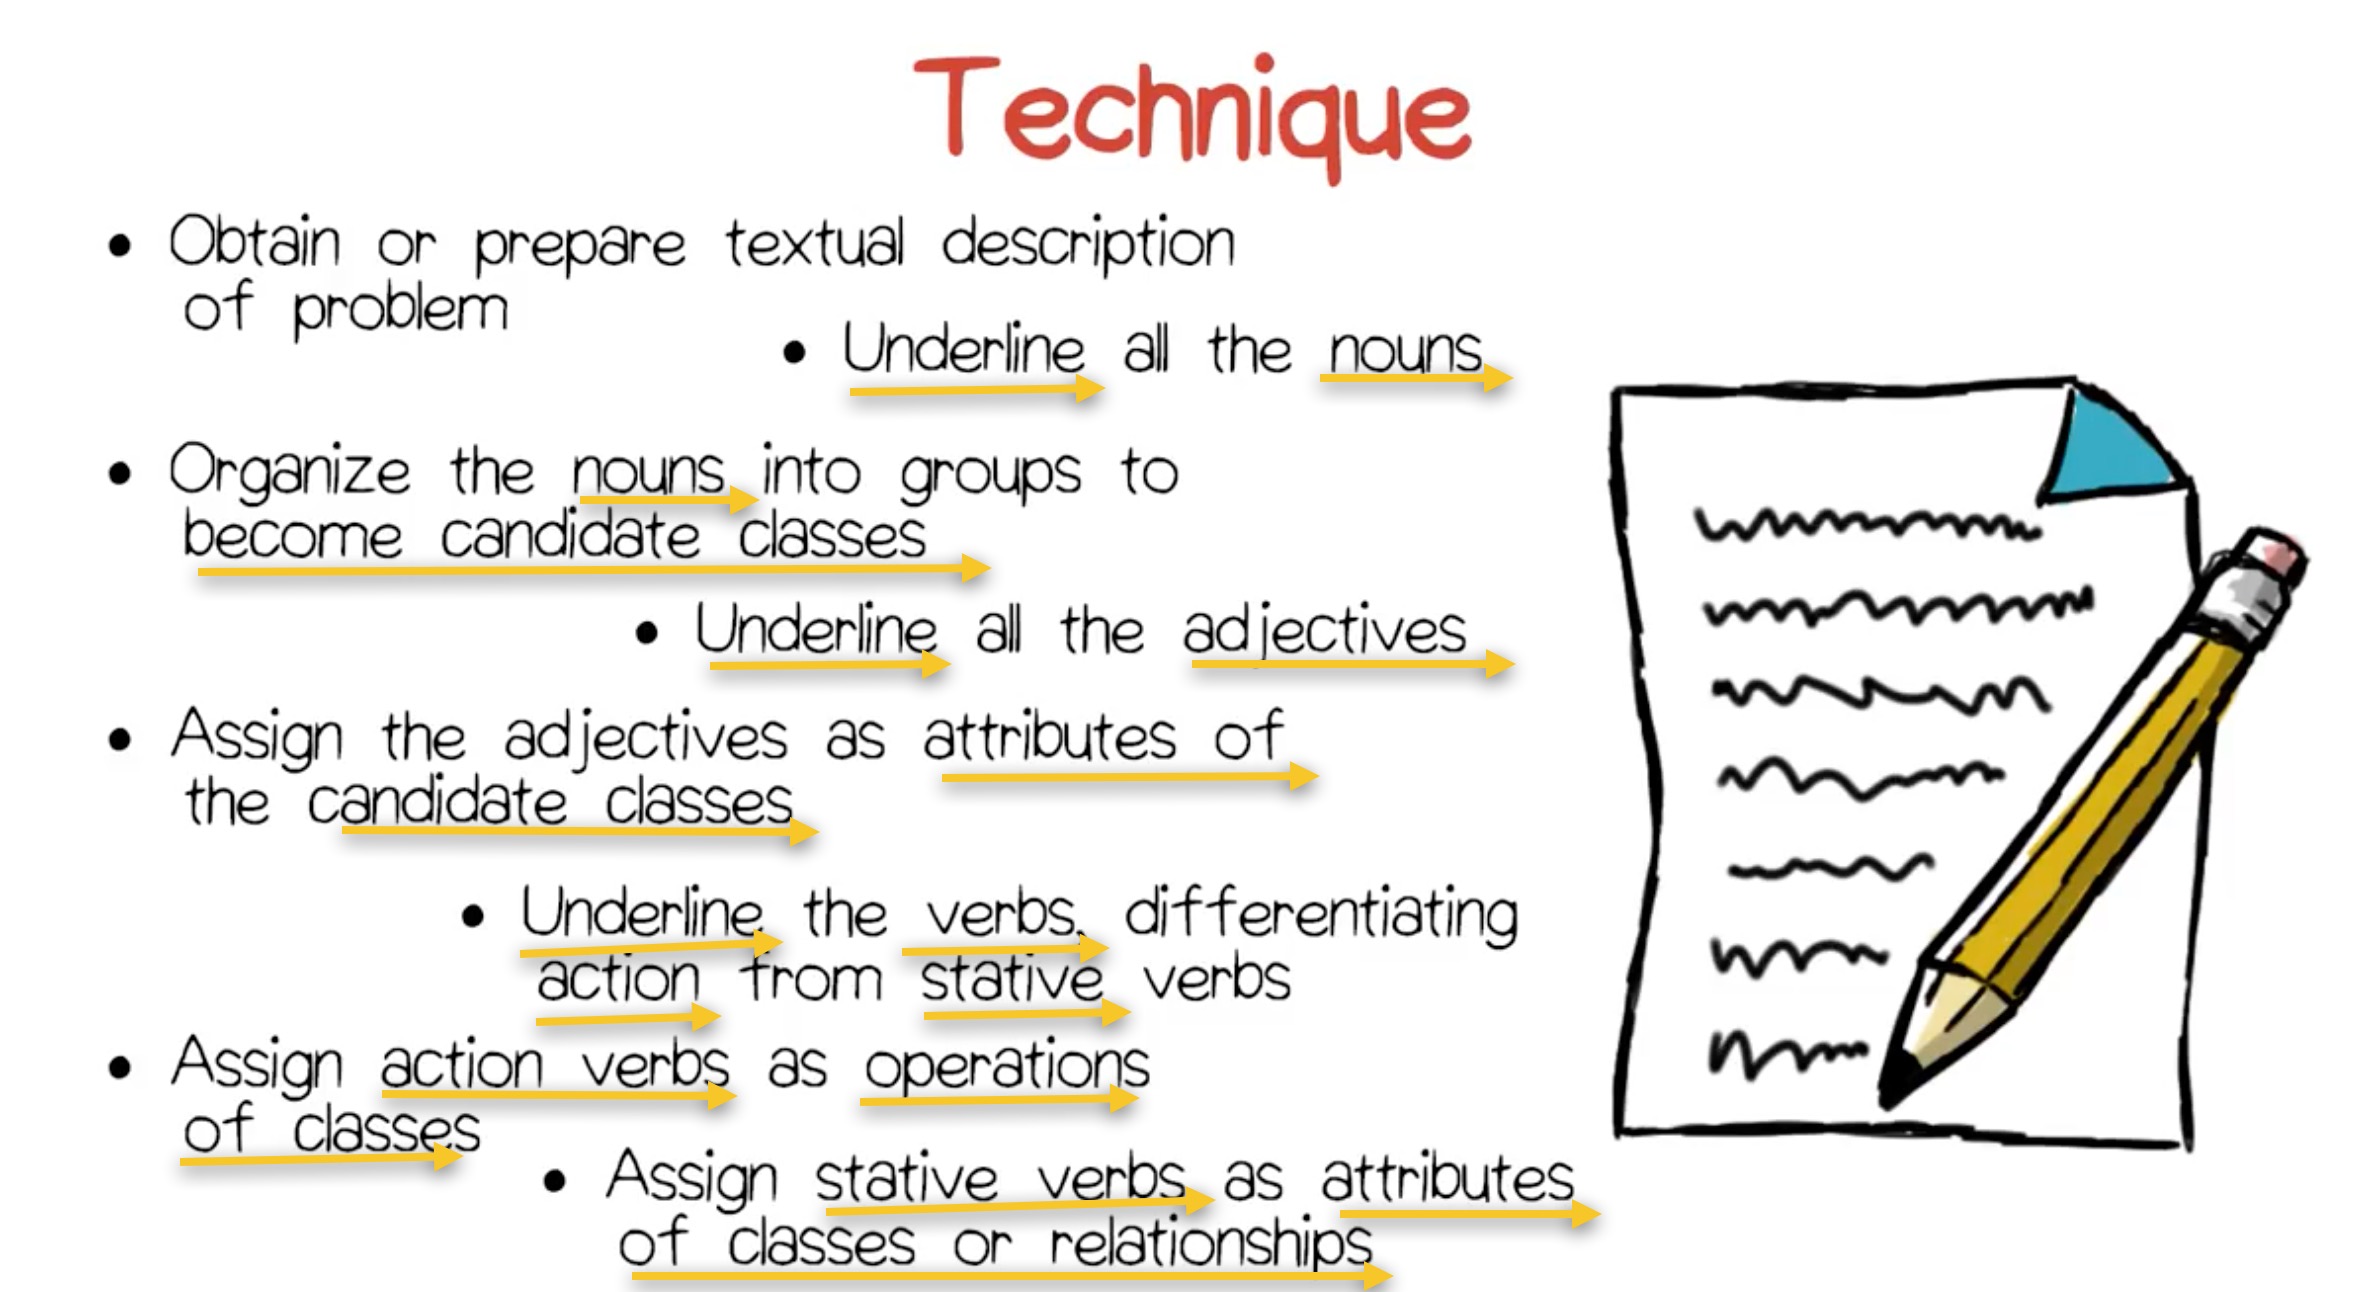 Technique
• Obtain or prepare textual description
of problem
• Underline all the nouns
• Organize the nouns into groups to
become candidate classes
• Underline all the adjectives
• Assign the adjectives as attributes of
the candidate classes
• Underline the verbs, differentiating
action from stative verbs
• Assign action verbs as operations
of classes
• Assign stative verbs as attributes
of classes or relationships